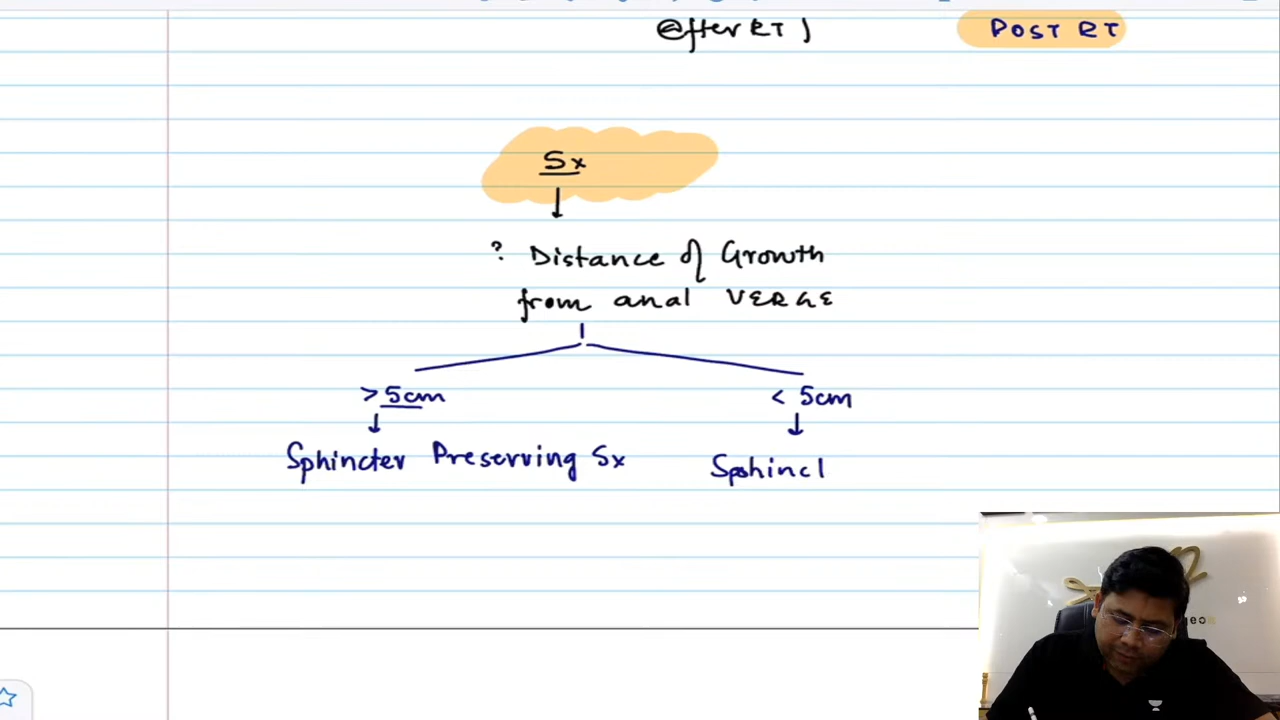 @fter RT)
POST RT
Sx
? Distance of Growth
from anal VERGE
> 5cm
< 5cm
Sphincter Preserving Sx
Sphincl